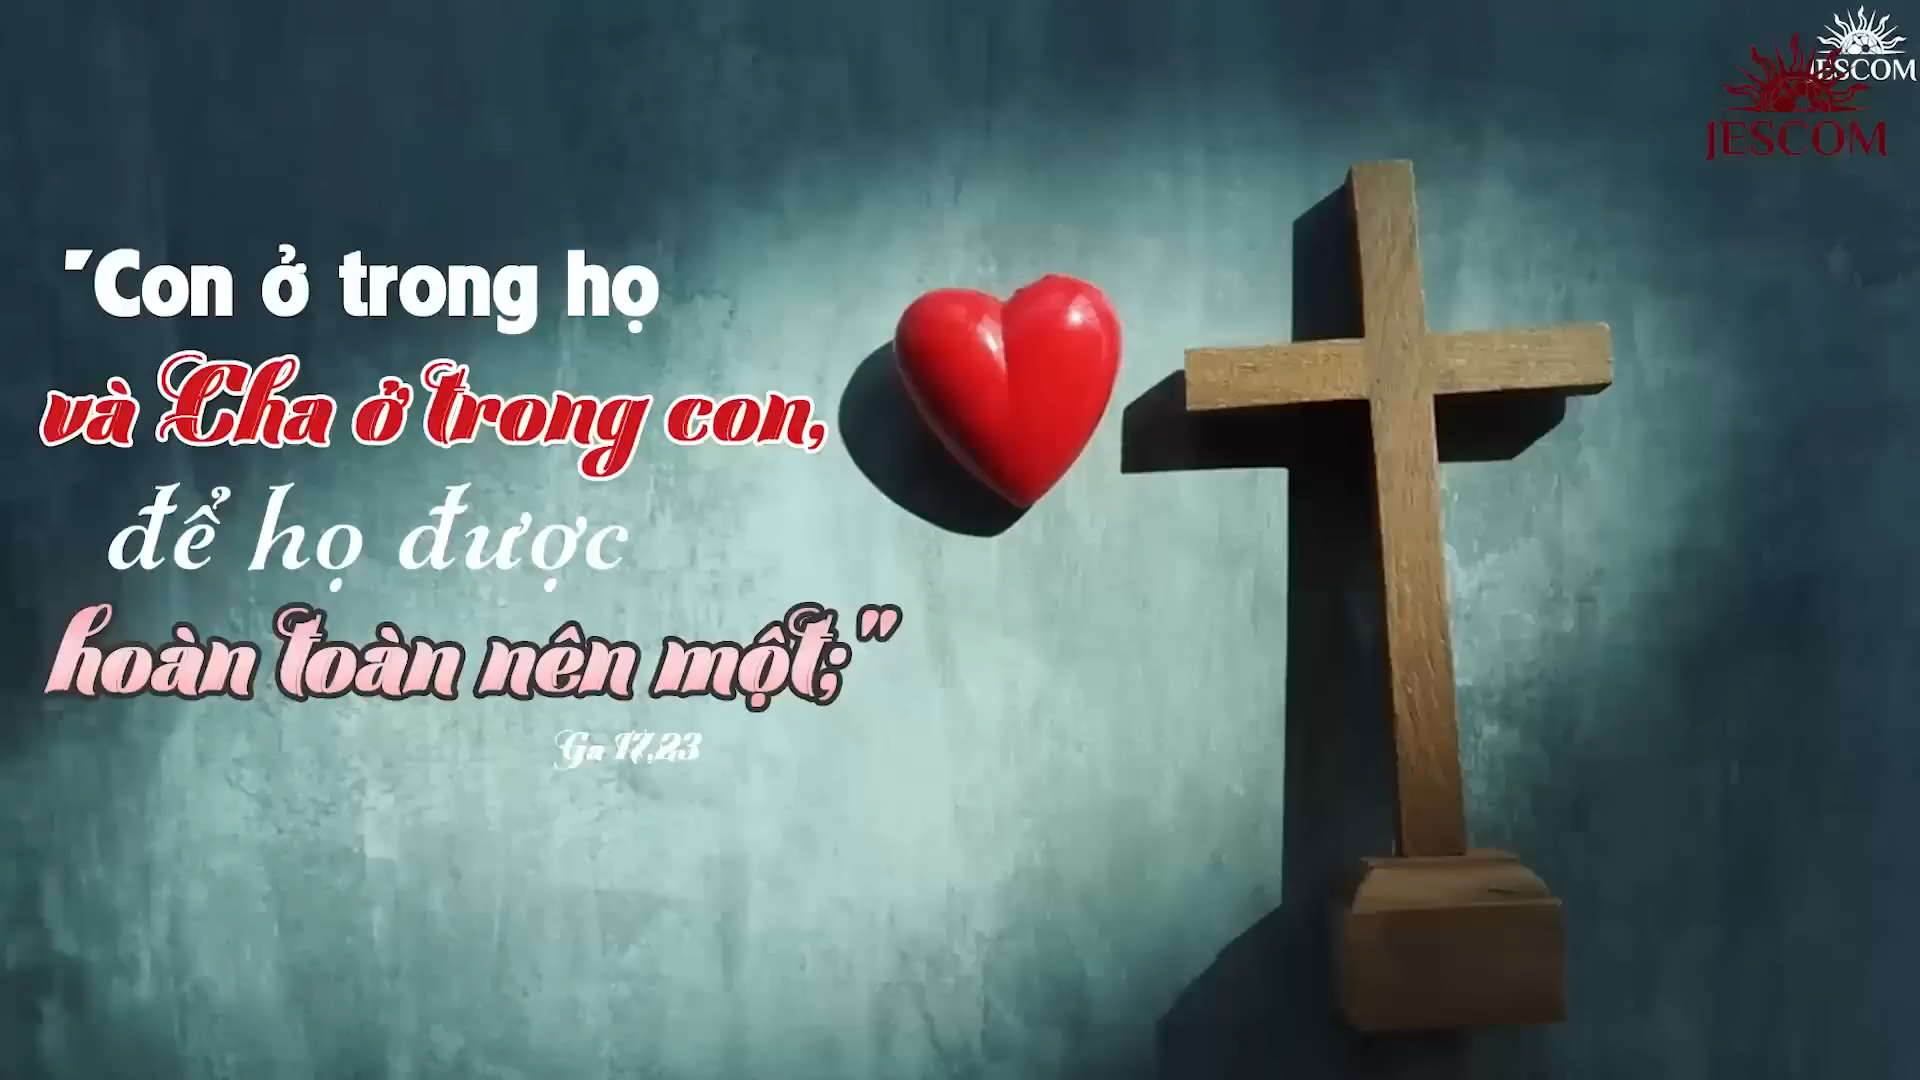 "Con ở trong họ
và Cha ở trong con,
để họ được
hoàn toàn nên một;"
Ga 17,23
JESCOM
JESCOM